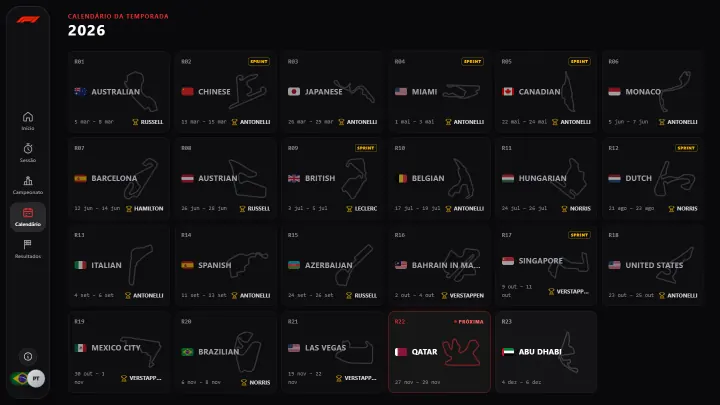 CALENDÁRIO DA TEMPORADA
2026
Início
Sessão
Campeonato
Calendário
Resultados
PT
R01
AUSTRALIAN
6 mar - 8 mar RUSSELL
R02 SPRINT
CHINESE
13 mar - 15 mar ANTONELLI
R03
JAPANESE
26 mar - 29 mar ANTONELLI
R04 SPRINT
MIAMI
1 mai - 3 mai ANTONELLI
R05 SPRINT
CANADIAN
22 mai - 24 mai ANTONELLI
R06
MONACO
5 jun - 7 jun ANTONELLI
R07
BARCELONA
12 jun - 14 jun HAMILTON
R08
AUSTRIAN
26 jun - 28 jun RUSSELL
R09 SPRINT
BRITISH
3 jul - 5 jul LECLERC
R10
BELGIAN
17 jul - 19 jul ANTONELLI
R11
HUNGARIAN
24 jul - 26 jul NORRIS
R12 SPRINT
DUTCH
21 ago - 23 ago NORRIS
R13
ITALIAN
4 set - 6 set ANTONELLI
R14
SPANISH
11 set - 13 set ANTONELLI
R15
AZERBAIJAN
24 set - 26 set RUSSELL
R16
BAHRAIN IN MA...
2 out - 4 out VERSTAPPEN
R17 SPRINT
SINGAPORE
9 out - 11
out VERSTAPP...
R18
UNITED STATES
23 out - 25 out ANTONELLI
R19
MEXICO CITY
30 out - 1
nov VERSTAPP...
R20
BRAZILIAN
6 nov - 8 nov NORRIS
R21
LAS VEGAS
19 nov - 22
nov VERSTAPP...
R22 PRÓXIMA
QATAR
27 nov - 29 nov
R23
ABU DHABI
4 dez - 6 dez